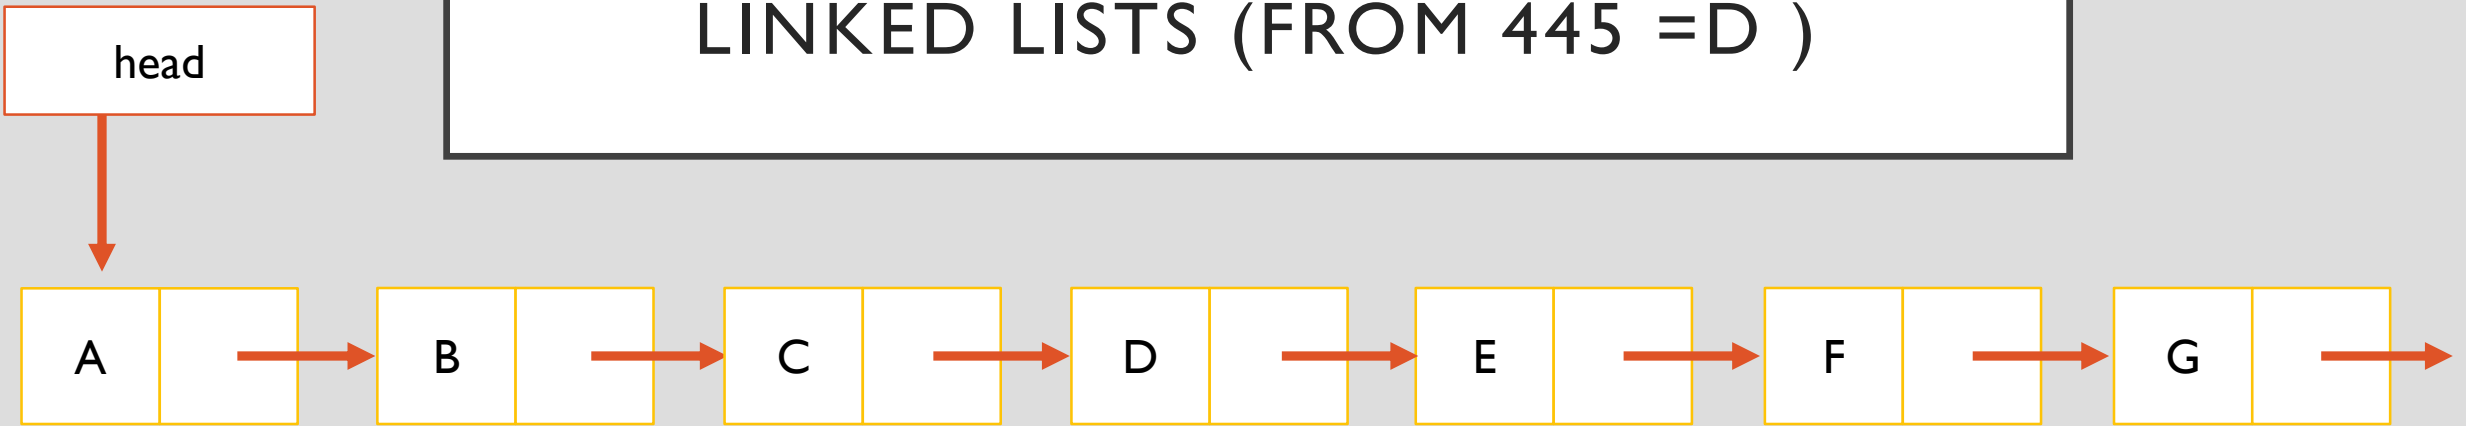 LINKED LISTS (FROM 445 =D )
head
A B C D E F G